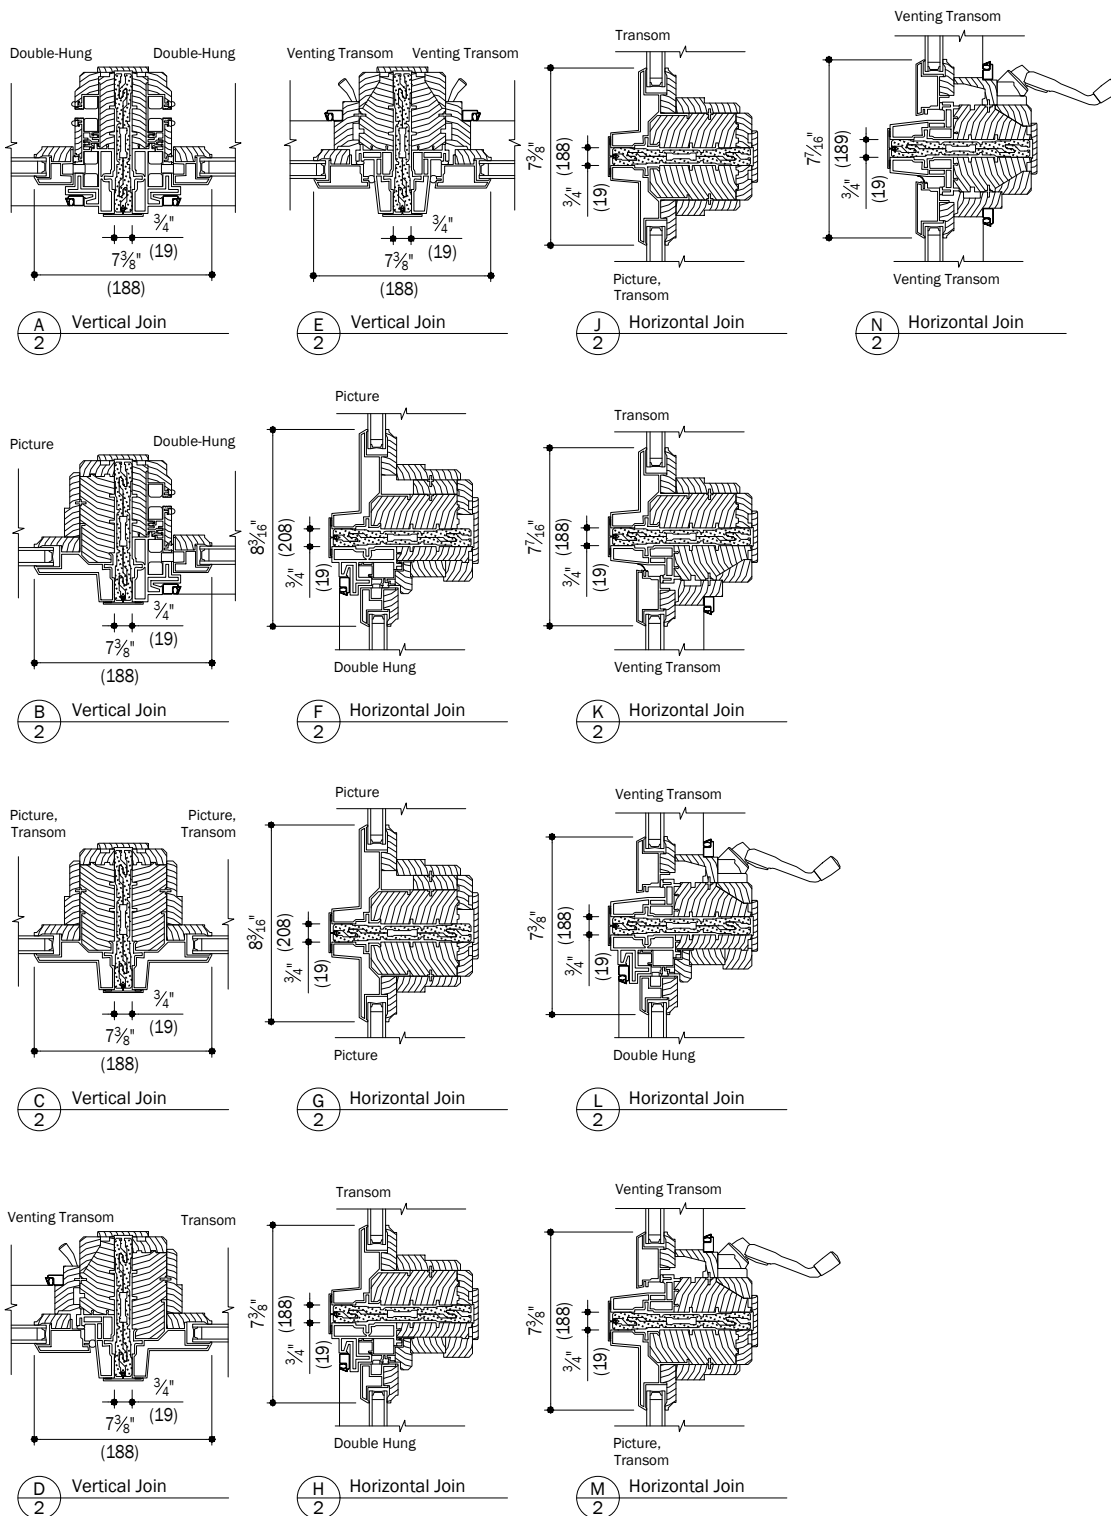 Double-Hung
Double-Hung
3/4"
(19)
7 3/8"
(188)
A
2
Vertical Join
Venting Transom
Venting Transom
3/4"
(19)
7 3/8"
(188)
E
2
Vertical Join
Transom
7 3/8"
(188)
3/4"
(19)
Picture,
Transom
J
2
Horizontal Join
Venting Transom
7 7/16"
(189)
3/4"
(19)
Venting Transom
N
2
Horizontal Join
Picture
Double-Hung
3/4"
(19)
7 3/8"
(188)
B
2
Vertical Join
Picture
8 3/16"
(208)
3/4"
(19)
Double Hung
F
2
Horizontal Join
Transom
7 7/16"
(188)
3/4"
(19)
Venting Transom
K
2
Horizontal Join
Picture,
Transom
Picture,
Transom
3/4"
(19)
7 3/8"
(188)
C
2
Vertical Join
Picture
8 3/16"
(208)
3/4"
(19)
Picture
G
2
Horizontal Join
Venting Transom
7 3/8"
(188)
3/4"
(19)
Double Hung
L
2
Horizontal Join
Venting Transom
Transom
3/4"
(19)
7 3/8"
(188)
D
2
Vertical Join
Transom
7 3/8"
(188)
3/4"
(19)
Double Hung
H
2
Horizontal Join
Venting Transom
7 3/8"
(188)
3/4"
(19)
Picture,
Transom
M
2
Horizontal Join